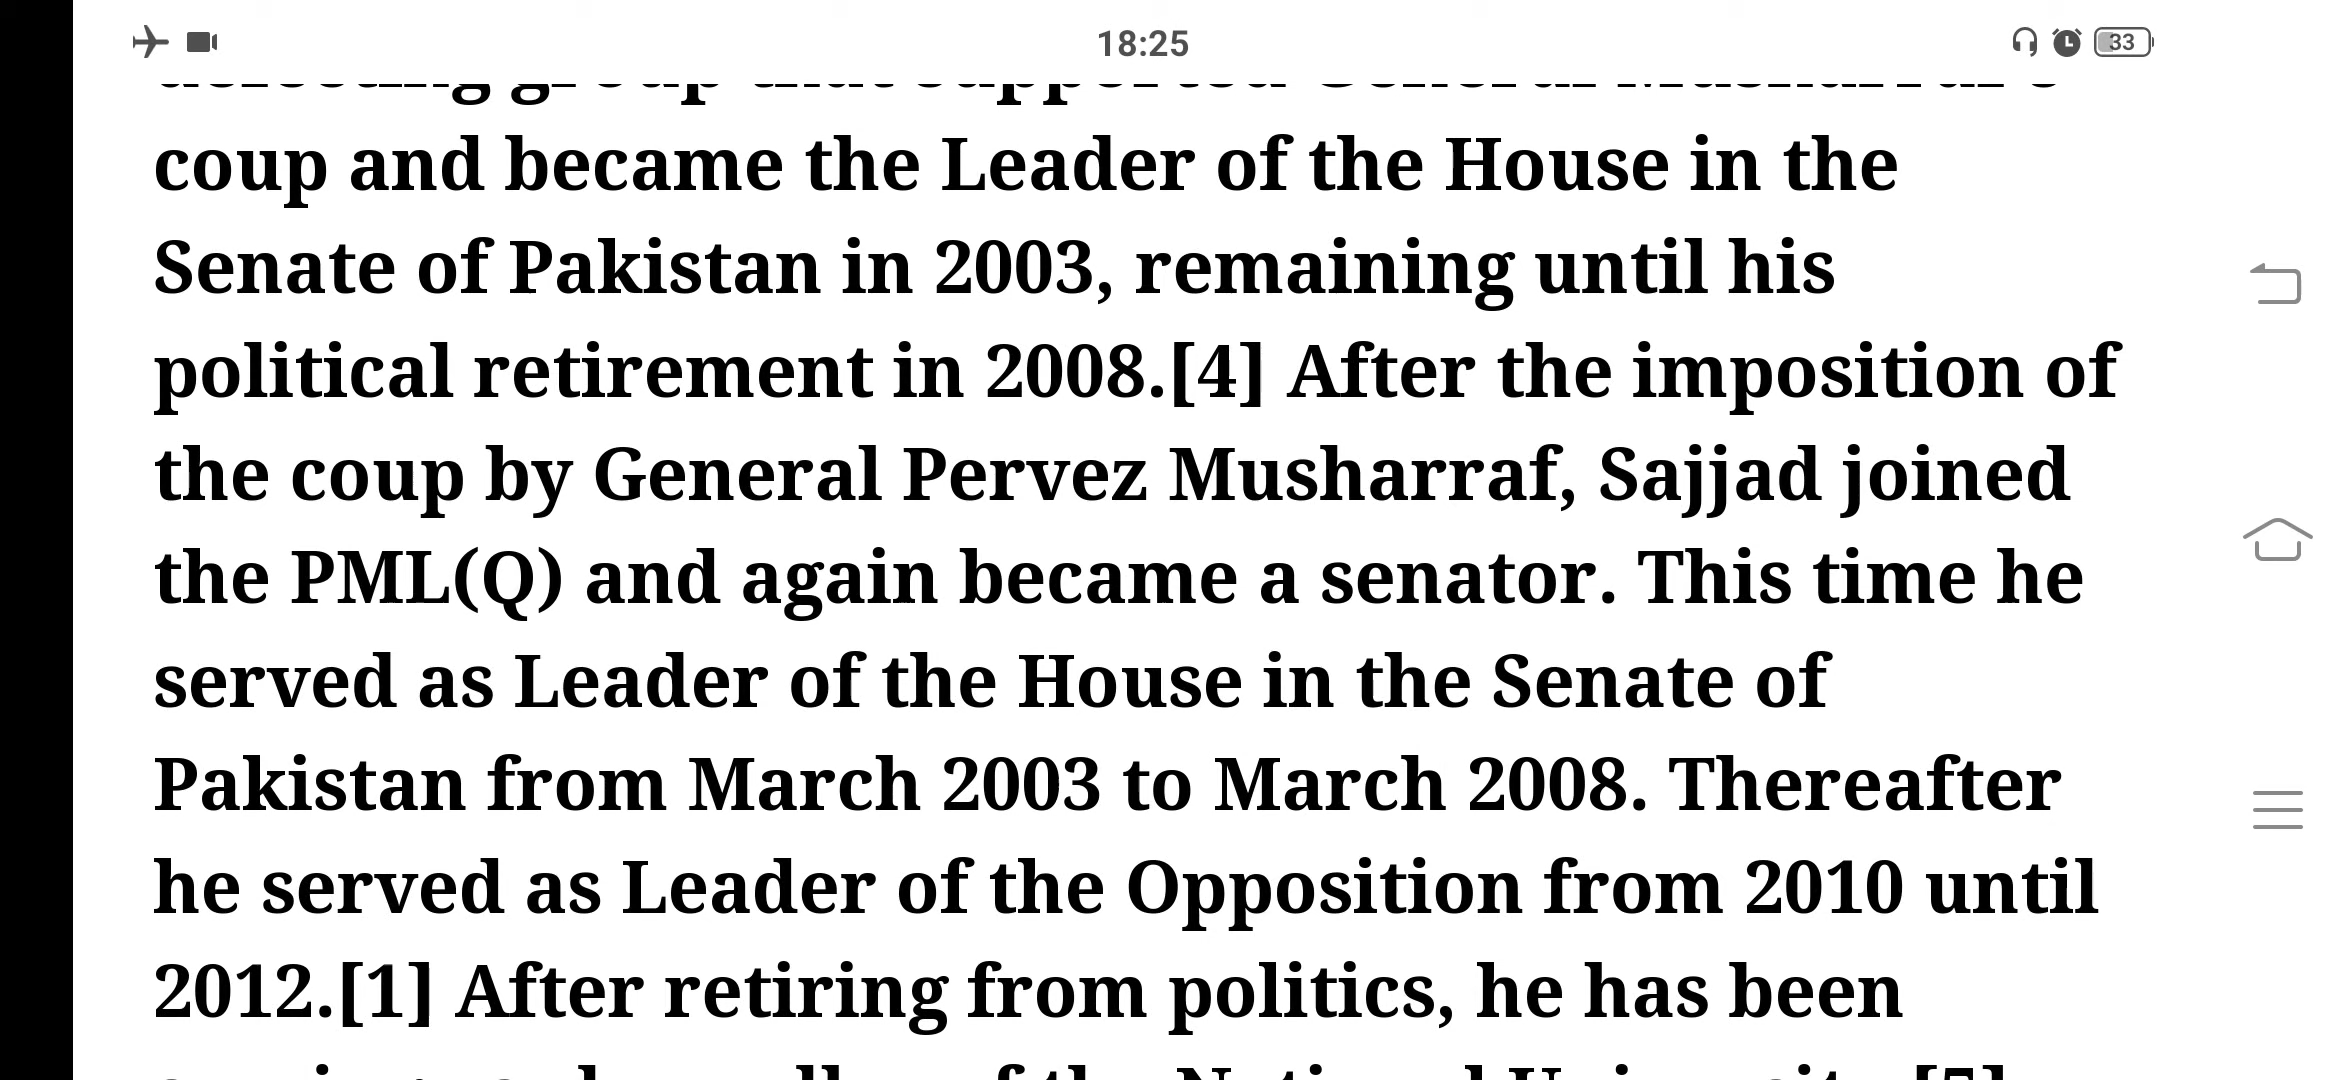 18:25
33
coup and became the Leader of the House in the
Senate of Pakistan in 2003, remaining until his
political retirement in 2008.[4] After the imposition of
the coup by General Pervez Musharraf, Sajjad joined
the PML(Q) and again became a senator. This time he
served as Leader of the House in the Senate of
Pakistan from March 2003 to March 2008. Thereafter
he served as Leader of the Opposition from 2010 until
2012.[1] After retiring from politics, he has been